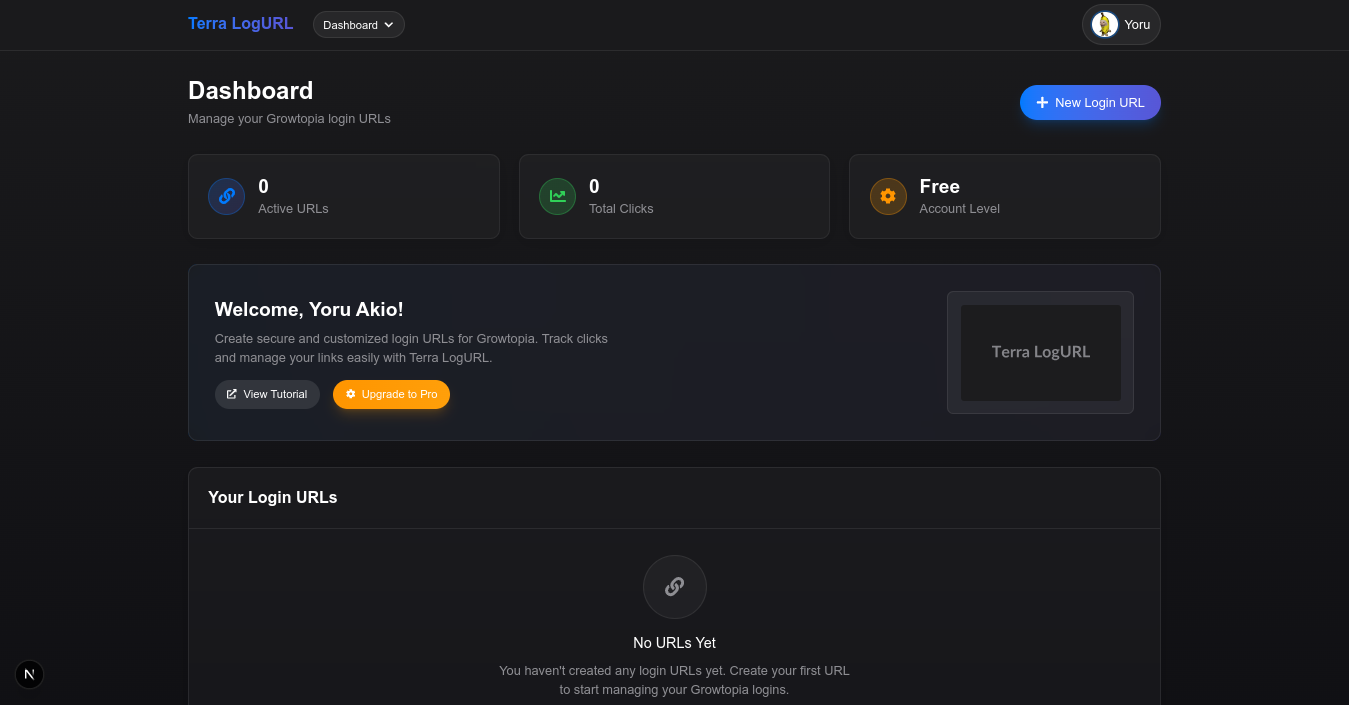 Terra LogURL
Dashboard
Yoru
Dashboard
Manage your Growtopia login URLs
New Login URL
0
Active URLs
0
Total Clicks
Free
Account Level
Welcome, Yoru Akio!
Create secure and customized login URLs for Growtopia. Track clicks
and manage your links easily with Terra LogURL.
View Tutorial
Upgrade to Pro
Terra LogURL
Your Login URLs
No URLs Yet
You haven't created any login URLs yet. Create your first URL
to start managing your Growtopia logins.
N